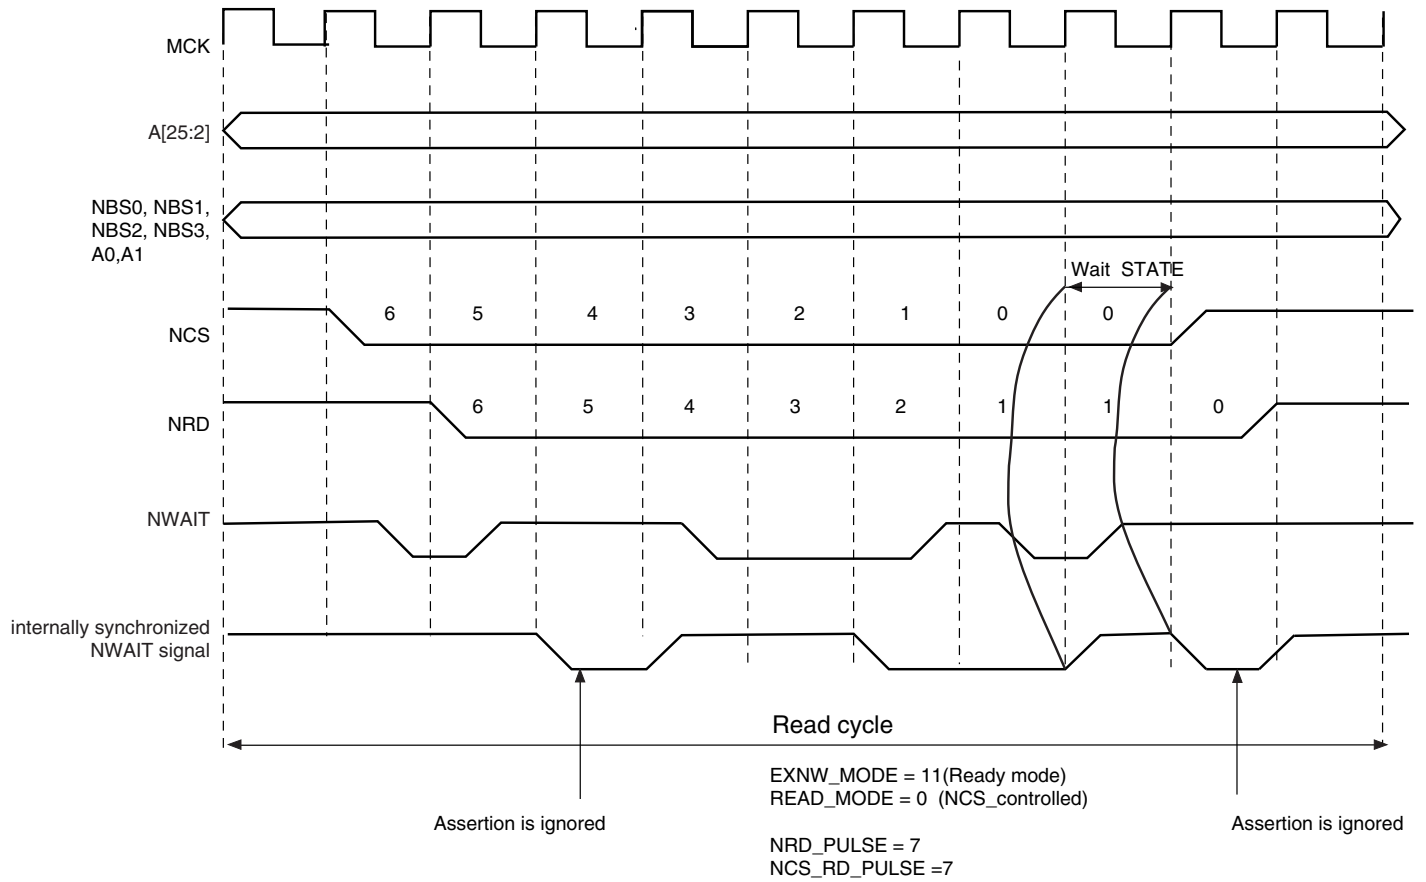 MCK
A[25:2]
NBS0, NBS1,
NBS2, NBS3,
A0,A1
Wait STATE
NCS
6 5 4 3 2 1 0 0
NRD
6 5 4 3 2 1 1 0
NWAIT
internally synchronized
NWAIT signal
Read cycle
EXNW_MODE = 11(Ready mode)
READ_MODE = 0 (NCS_controlled)
Assertion is ignored
Assertion is ignored
NRD_PULSE = 7
NCS_RD_PULSE =7